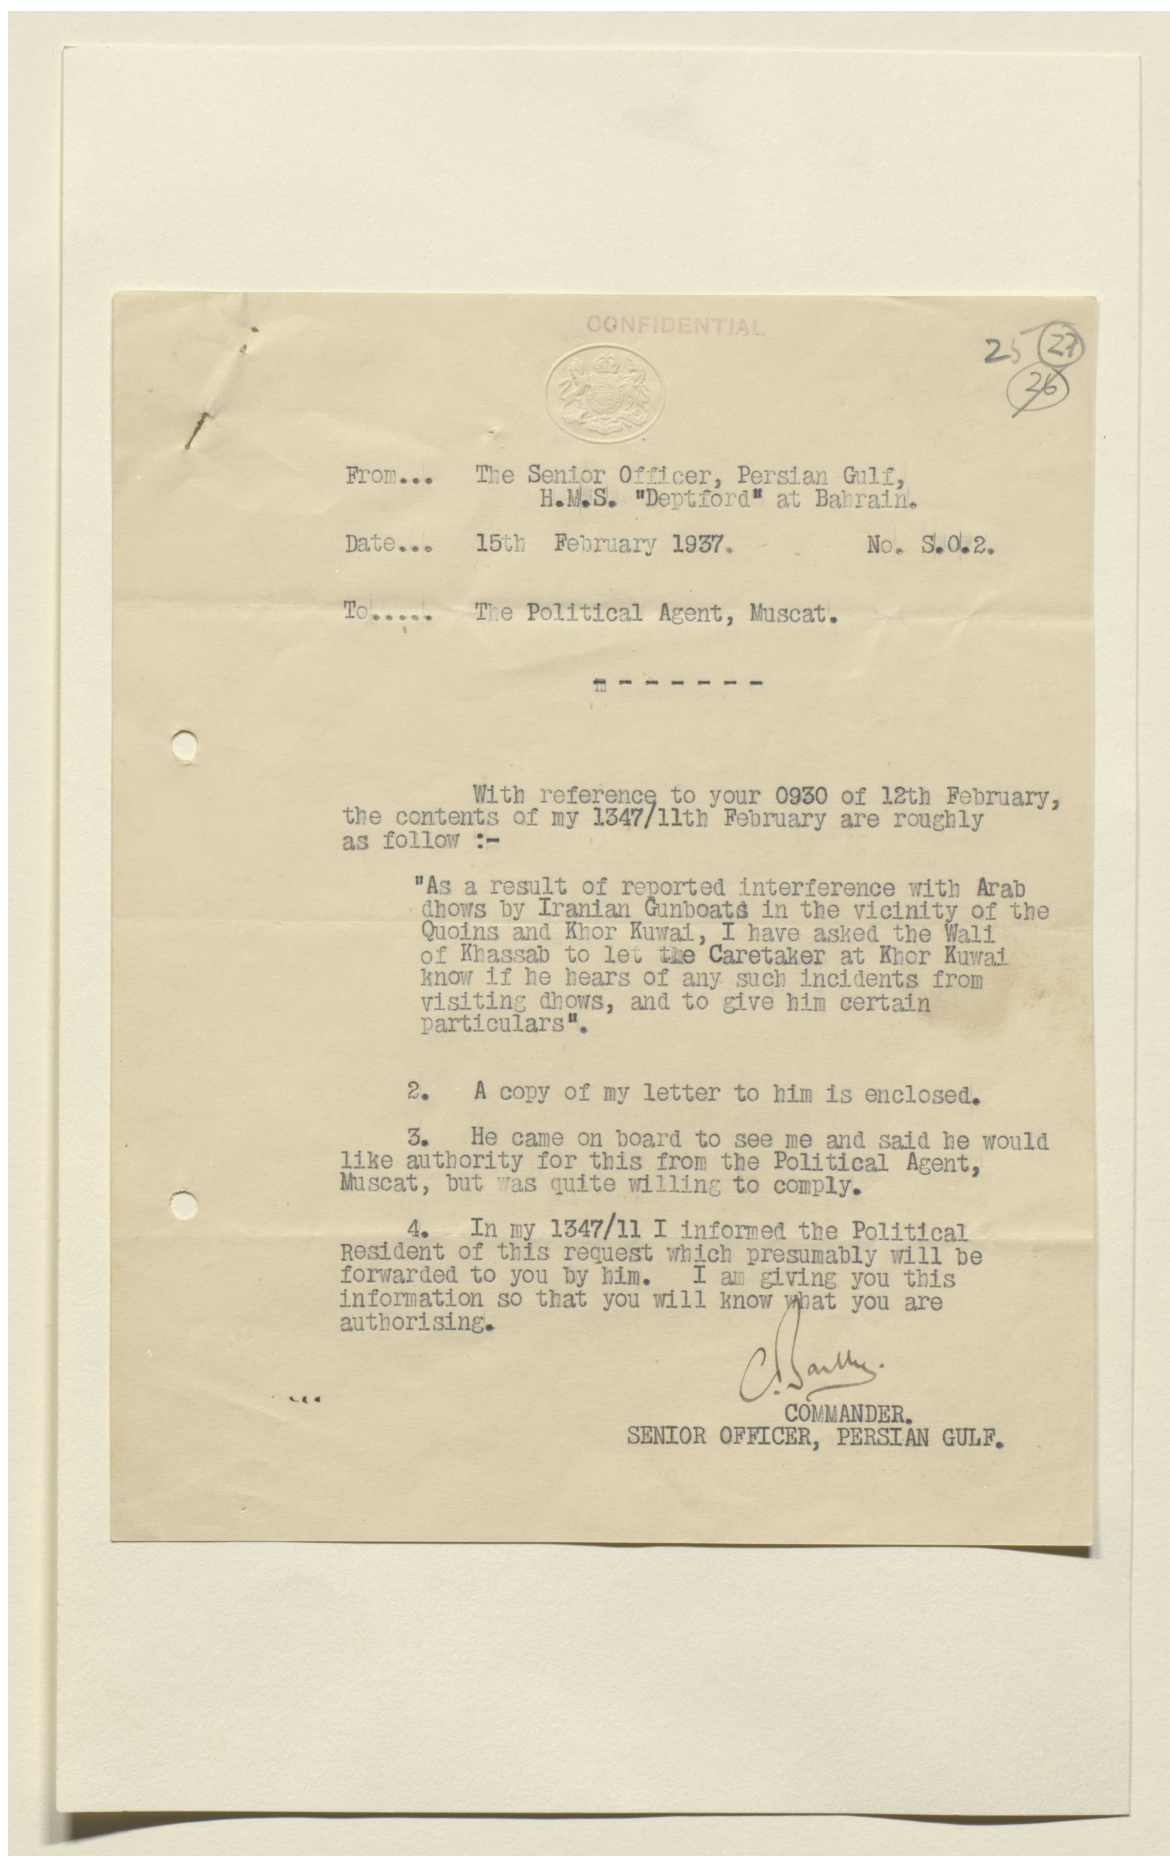 CONFIDENTIAL
25 27
26
From... The Senior Officer, Persian Gulf,
H.M.S. "Deptford" at Bahrain.
Date... 15th February 1937. No. S.O.2.
To..... The Political Agent, Muscat.
- - - - - - -
With reference to your 0930 of 12th February,
the contents of my 1347/11th February are roughly
as follow :-
"As a result of reported interference with Arab
dhows by Iranian Gunboats in the vicinity of the
Quoins and Khor Kuwai, I have asked the Wali
of Khassab to let the Caretaker at Khor Kuwai
know if he hears of any such incidents from
visiting dhows, and to give him certain
particulars".
2. A copy of my letter to him is enclosed.
3. He came on board to see me and said he would
like authority for this from the Political Agent,
Muscat, but was quite willing to comply.
4. In my 1347/11 I informed the Political
Resident of this request which presumably will be
forwarded to you by him. I am giving you this
information so that you will know what you are
authorising.
COMMANDER.
SENIOR OFFICER, PERSIAN GULF.